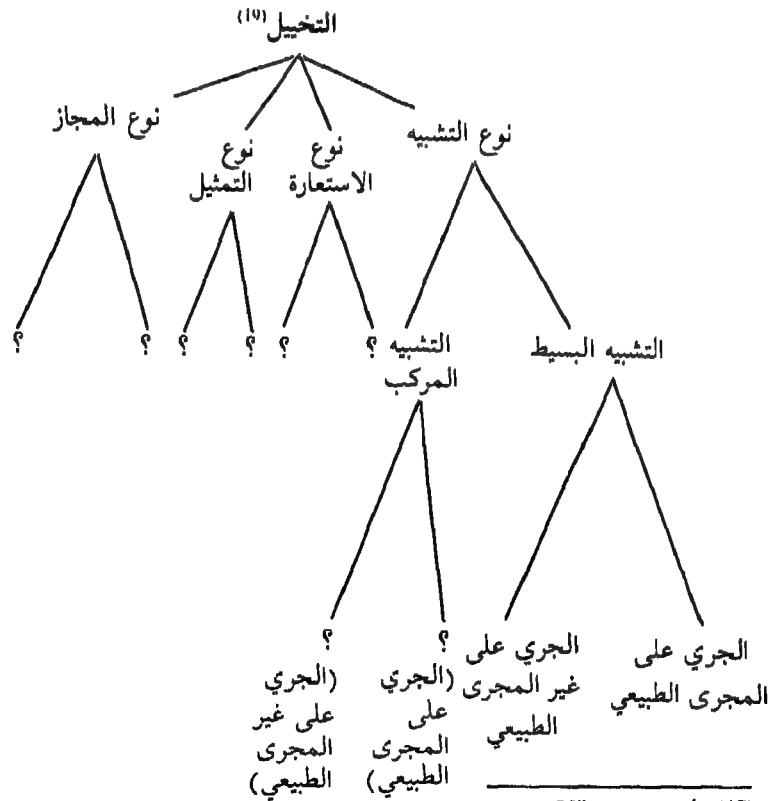 التخييل (١٧)
نوع التشبيه
نوع
الاستعارة
نوع
التمثيل
نوع المجاز
التشبيه البسيط
التشبيه
المركب
؟
؟
؟
؟
؟
؟
الجري على
المجرى الطبيعي
الجري على
غير المجرى
الطبيعي
؟
(الجري
على
المجرى
الطبيعي)
؟
(الجري
على غير
المجرى
الطبيعي)